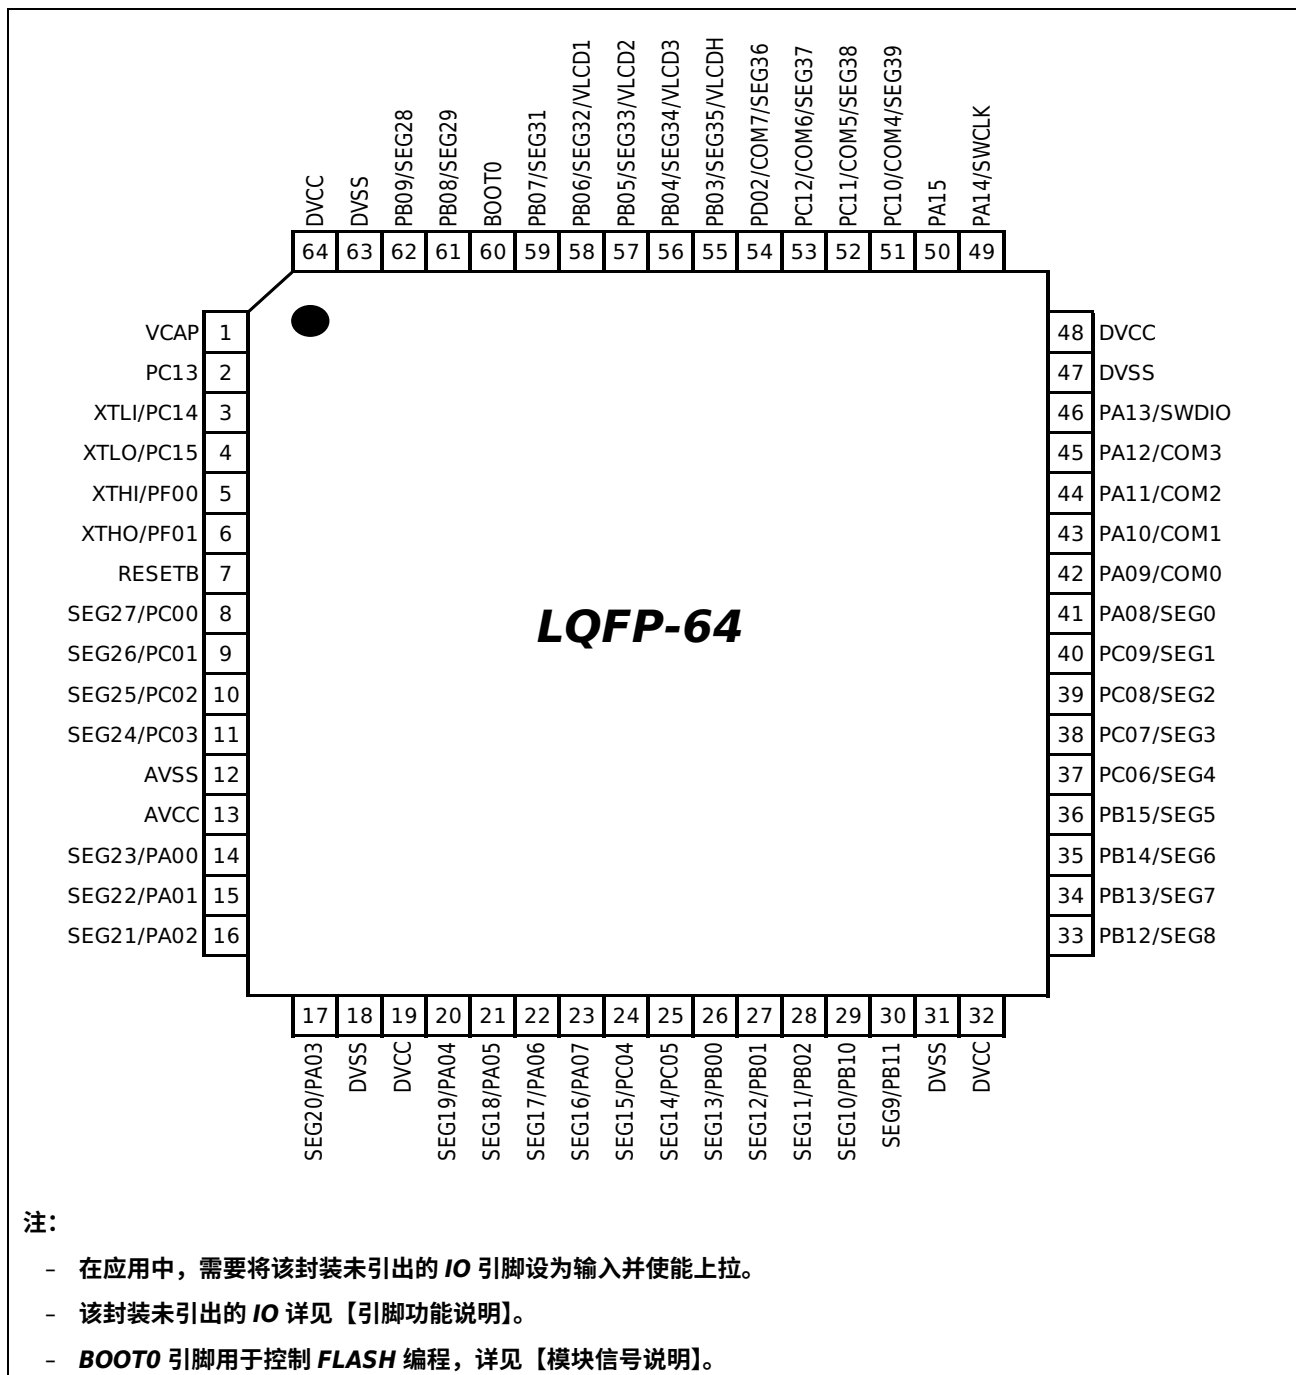 DVCC
DVSS
PB09/SEG28
PB08/SEG29
BOOT0
PB07/SEG31
PB06/SEG32/VLCD1
PB05/SEG33/VLCD2
PB04/SEG34/VLCD3
PB03/SEG35/VLCDH
PD02/COM7/SEG36
PC12/COM6/SEG37
PC11/COM5/SEG38
PC10/COM4/SEG39
PA15
PA14/SWCLK
64 63 62 61 60 59 58 57 56 55 54 53 52 51 50 49
VCAP 1
PC13 2
XTLI/PC14 3
XTLO/PC15 4
XTHI/PF00 5
XTHO/PF01 6
RESETB 7
SEG27/PC00 8
SEG26/PC01 9
SEG25/PC02 10
SEG24/PC03 11
AVSS 12
AVCC 13
SEG23/PA00 14
SEG22/PA01 15
SEG21/PA02 16
LQFP-64
48 DVCC
47 DVSS
46 PA13/SWDIO
45 PA12/COM3
44 PA11/COM2
43 PA10/COM1
42 PA09/COM0
41 PA08/SEG0
40 PC09/SEG1
39 PC08/SEG2
38 PC07/SEG3
37 PC06/SEG4
36 PB15/SEG5
35 PB14/SEG6
34 PB13/SEG7
33 PB12/SEG8
17 18 19 20 21 22 23 24 25 26 27 28 29 30 31 32
SEG20/PA03
DVSS
DVCC
SEG19/PA04
SEG18/PA05
SEG17/PA06
SEG16/PA07
SEG15/PC04
SEG14/PC05
SEG13/PB00
SEG12/PB01
SEG11/PB02
SEG10/PB10
SEG9/PB11
DVSS
DVCC
注：
– 在应用中，需要将该封装未引出的 IO 引脚设为输入并使能上拉。
– 该封装未引出的 IO 详见【引脚功能说明】。
– BOOT0 引脚用于控制 FLASH 编程，详见【模块信号说明】。